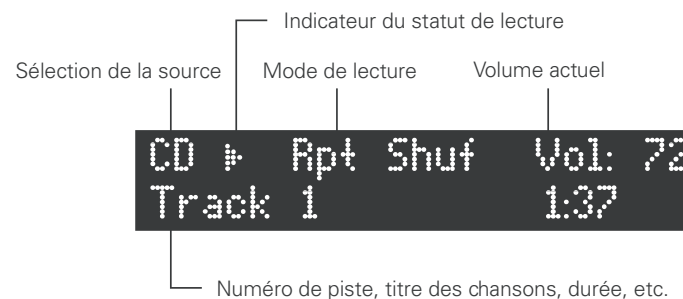 Indicateur du statut de lecture
Sélection de la source Mode de lecture Volume actuel
CD Rpt Shuf Vol: 72
Track 1 1:37
Numéro de piste, titre des chansons, durée, etc.